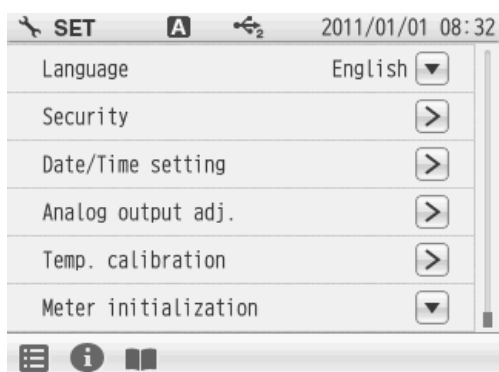 SET A 2 2011/01/01 08:32
Language English
Security
Date/Time setting
Analog output adj.
Temp. calibration
Meter initialization